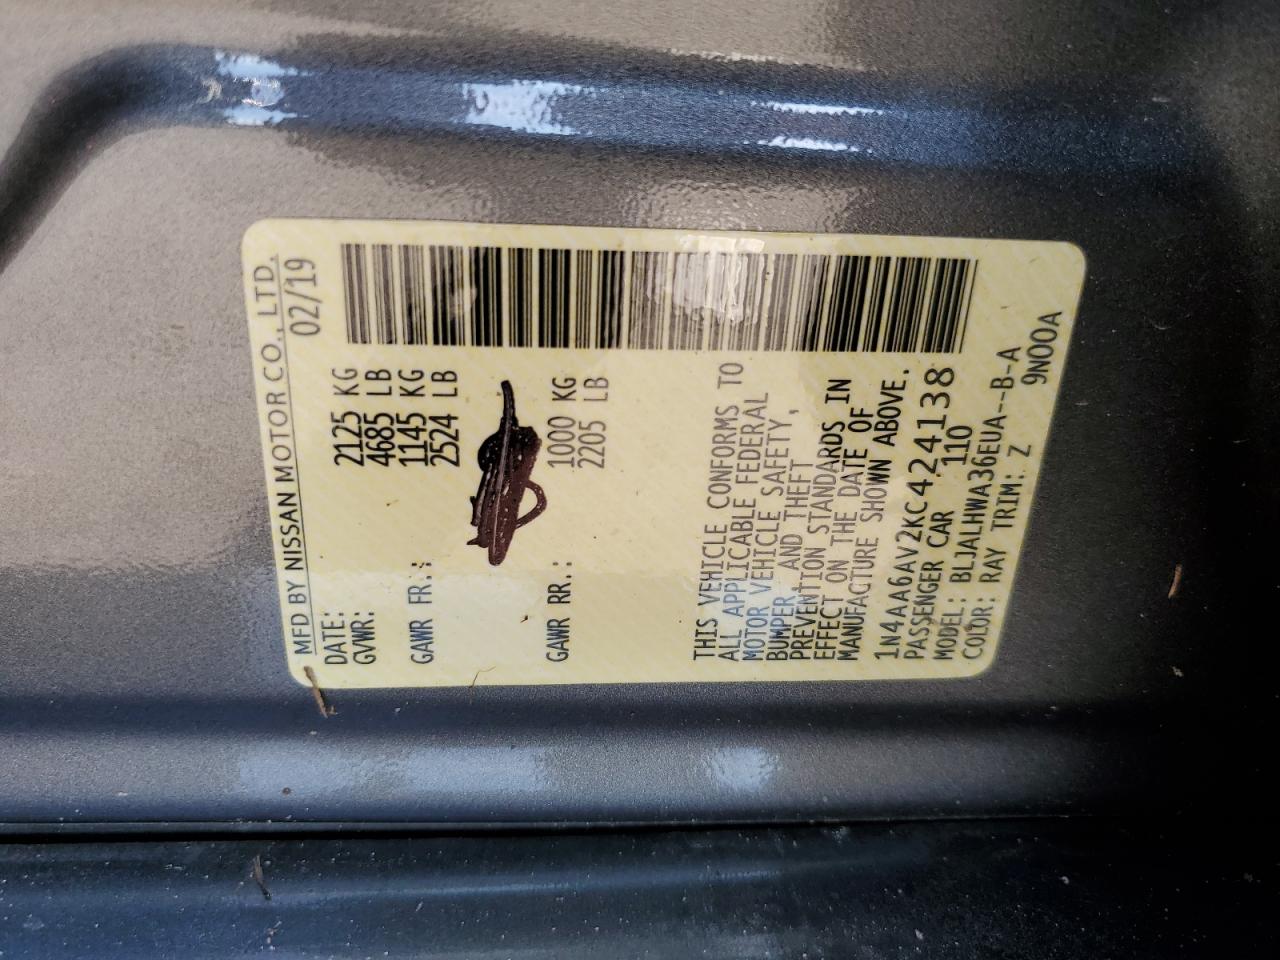 MFD BY NISSAN MOTOR CO., LTD.
DATE: 02/19
GVWR: 2125 KG
4685 LB
GAWR FR.: 1145 KG
2524 LB
GAWR RR.: 1000 KG
2205 LB
THIS VEHICLE CONFORMS TO
ALL APPLICABLE FEDERAL
MOTOR VEHICLE SAFETY,
BUMPER, AND THEFT
PREVENTION STANDARDS IN
EFFECT ON THE DATE OF
MANUFACTURE SHOWN ABOVE.
1N4AA6AV2KC424138
PASSENGER CAR 110
MODEL: BLJALHWA36EUA--B-A
COLOR: RAY TRIM: Z 9N00A